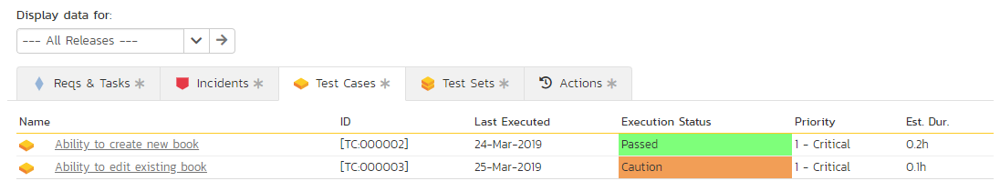 Display data for:
--- All Releases ---
Reqs & Tasks * Incidents * Test Cases * Test Sets * Actions *
Name ID Last Executed Execution Status Priority Est. Dur.
Ability to create new book [TC:000002] 24-Mar-2019 Passed 1 - Critical 0.2h
Ability to edit existing book [TC:000003] 25-Mar-2019 Caution 1 - Critical 0.1h